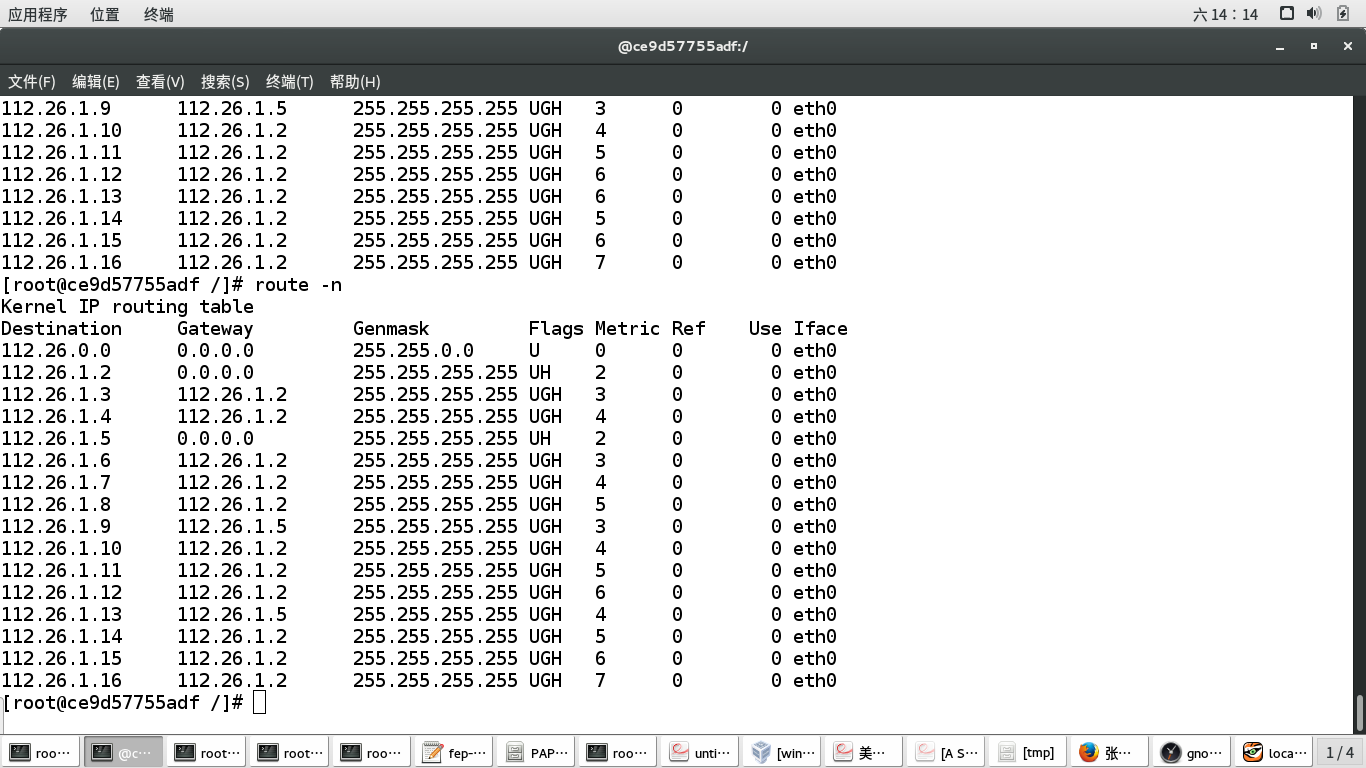 应用程序 位置 终端 六 14：14
@ce9d57755adf:/
文件(F) 编辑(E) 查看(V) 搜索(S) 终端(T) 帮助(H)
112.26.1.9 112.26.1.5 255.255.255.255 UGH 3 0 0 eth0
112.26.1.10 112.26.1.2 255.255.255.255 UGH 4 0 0 eth0
112.26.1.11 112.26.1.2 255.255.255.255 UGH 5 0 0 eth0
112.26.1.12 112.26.1.2 255.255.255.255 UGH 6 0 0 eth0
112.26.1.13 112.26.1.2 255.255.255.255 UGH 6 0 0 eth0
112.26.1.14 112.26.1.2 255.255.255.255 UGH 5 0 0 eth0
112.26.1.15 112.26.1.2 255.255.255.255 UGH 6 0 0 eth0
112.26.1.16 112.26.1.2 255.255.255.255 UGH 7 0 0 eth0
[root@ce9d57755adf /]# route -n
Kernel IP routing table
Destination Gateway Genmask Flags Metric Ref Use Iface
112.26.0.0 0.0.0.0 255.255.0.0 U 0 0 0 eth0
112.26.1.2 0.0.0.0 255.255.255.255 UH 2 0 0 eth0
112.26.1.3 112.26.1.2 255.255.255.255 UGH 3 0 0 eth0
112.26.1.4 112.26.1.2 255.255.255.255 UGH 4 0 0 eth0
112.26.1.5 0.0.0.0 255.255.255.255 UH 2 0 0 eth0
112.26.1.6 112.26.1.2 255.255.255.255 UGH 3 0 0 eth0
112.26.1.7 112.26.1.2 255.255.255.255 UGH 4 0 0 eth0
112.26.1.8 112.26.1.2 255.255.255.255 UGH 5 0 0 eth0
112.26.1.9 112.26.1.5 255.255.255.255 UGH 3 0 0 eth0
112.26.1.10 112.26.1.2 255.255.255.255 UGH 4 0 0 eth0
112.26.1.11 112.26.1.2 255.255.255.255 UGH 5 0 0 eth0
112.26.1.12 112.26.1.2 255.255.255.255 UGH 6 0 0 eth0
112.26.1.13 112.26.1.5 255.255.255.255 UGH 4 0 0 eth0
112.26.1.14 112.26.1.2 255.255.255.255 UGH 5 0 0 eth0
112.26.1.15 112.26.1.2 255.255.255.255 UGH 6 0 0 eth0
112.26.1.16 112.26.1.2 255.255.255.255 UGH 7 0 0 eth0
[root@ce9d57755adf /]#
roo… @c… root… root… roo… fep-… PAP… roo… unti… [win… 美… [A S… [tmp] 张… gno… loca… 1 / 4